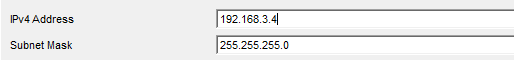 IPv4 Address 192.168.3.4
Subnet Mask 255.255.255.0